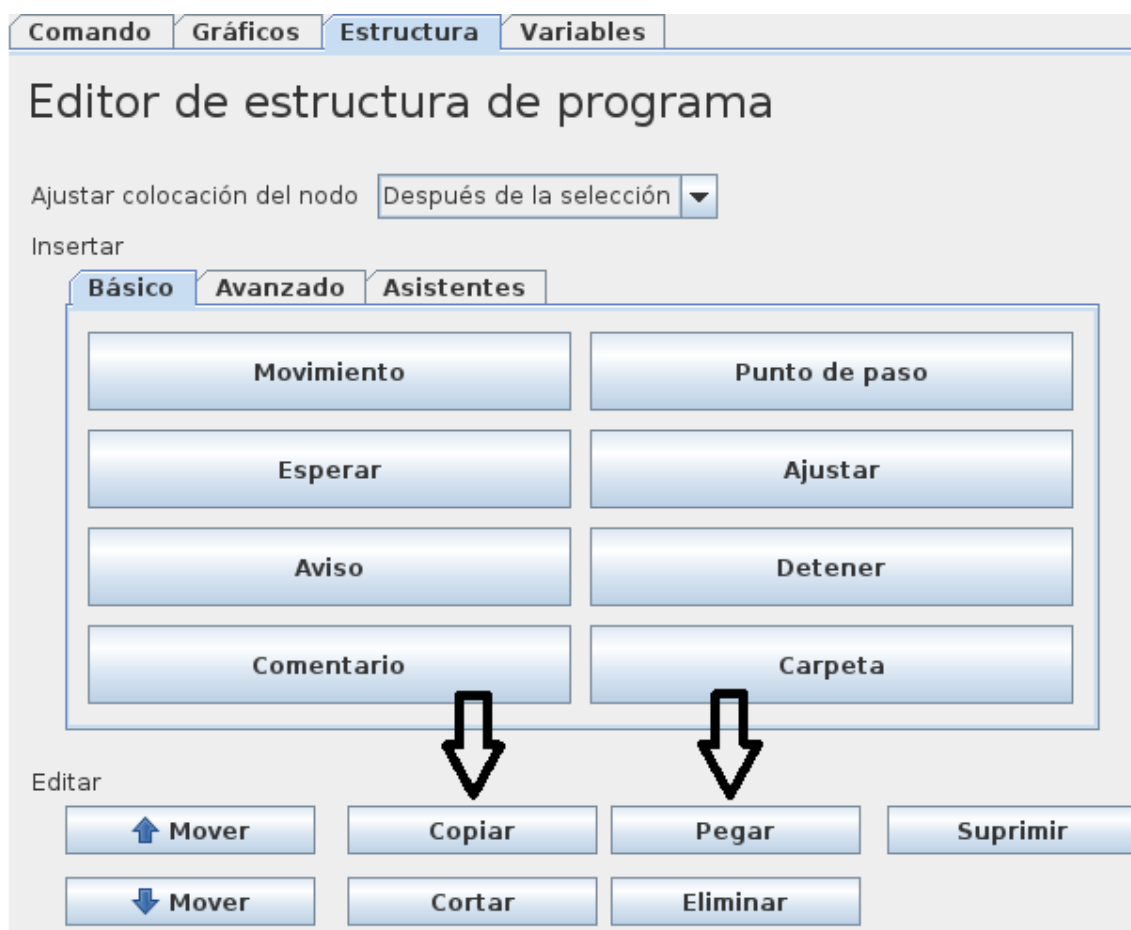 Comando Gráficos Estructura Variables
Editor de estructura de programa
Ajustar colocación del nodo Después de la selección
Insertar
Básico Avanzado Asistentes
Movimiento Punto de paso
Esperar Ajustar
Aviso Detener
Comentario Carpeta
Editar
Mover Copiar Pegar Suprimir
Mover Cortar Eliminar